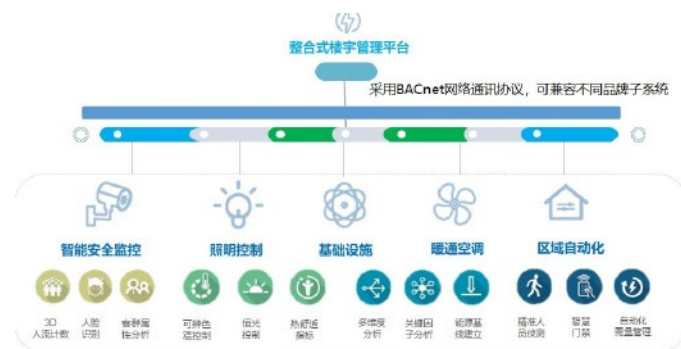 整合式楼宇管理平台
采用BACnet网络通讯协议，可兼容不同品牌子系统
智能安全监控
照明控制
基础设施
暖通空调
区域自动化
3D
人流计数
人脸
识别
客群属
性分析
可辨色
温控制
恒光
控制
热舒适
指标
多维度
分析
关键因
子分析
能源基
线建立
精准人
员侦测
智慧
门禁
自动化
需量管理